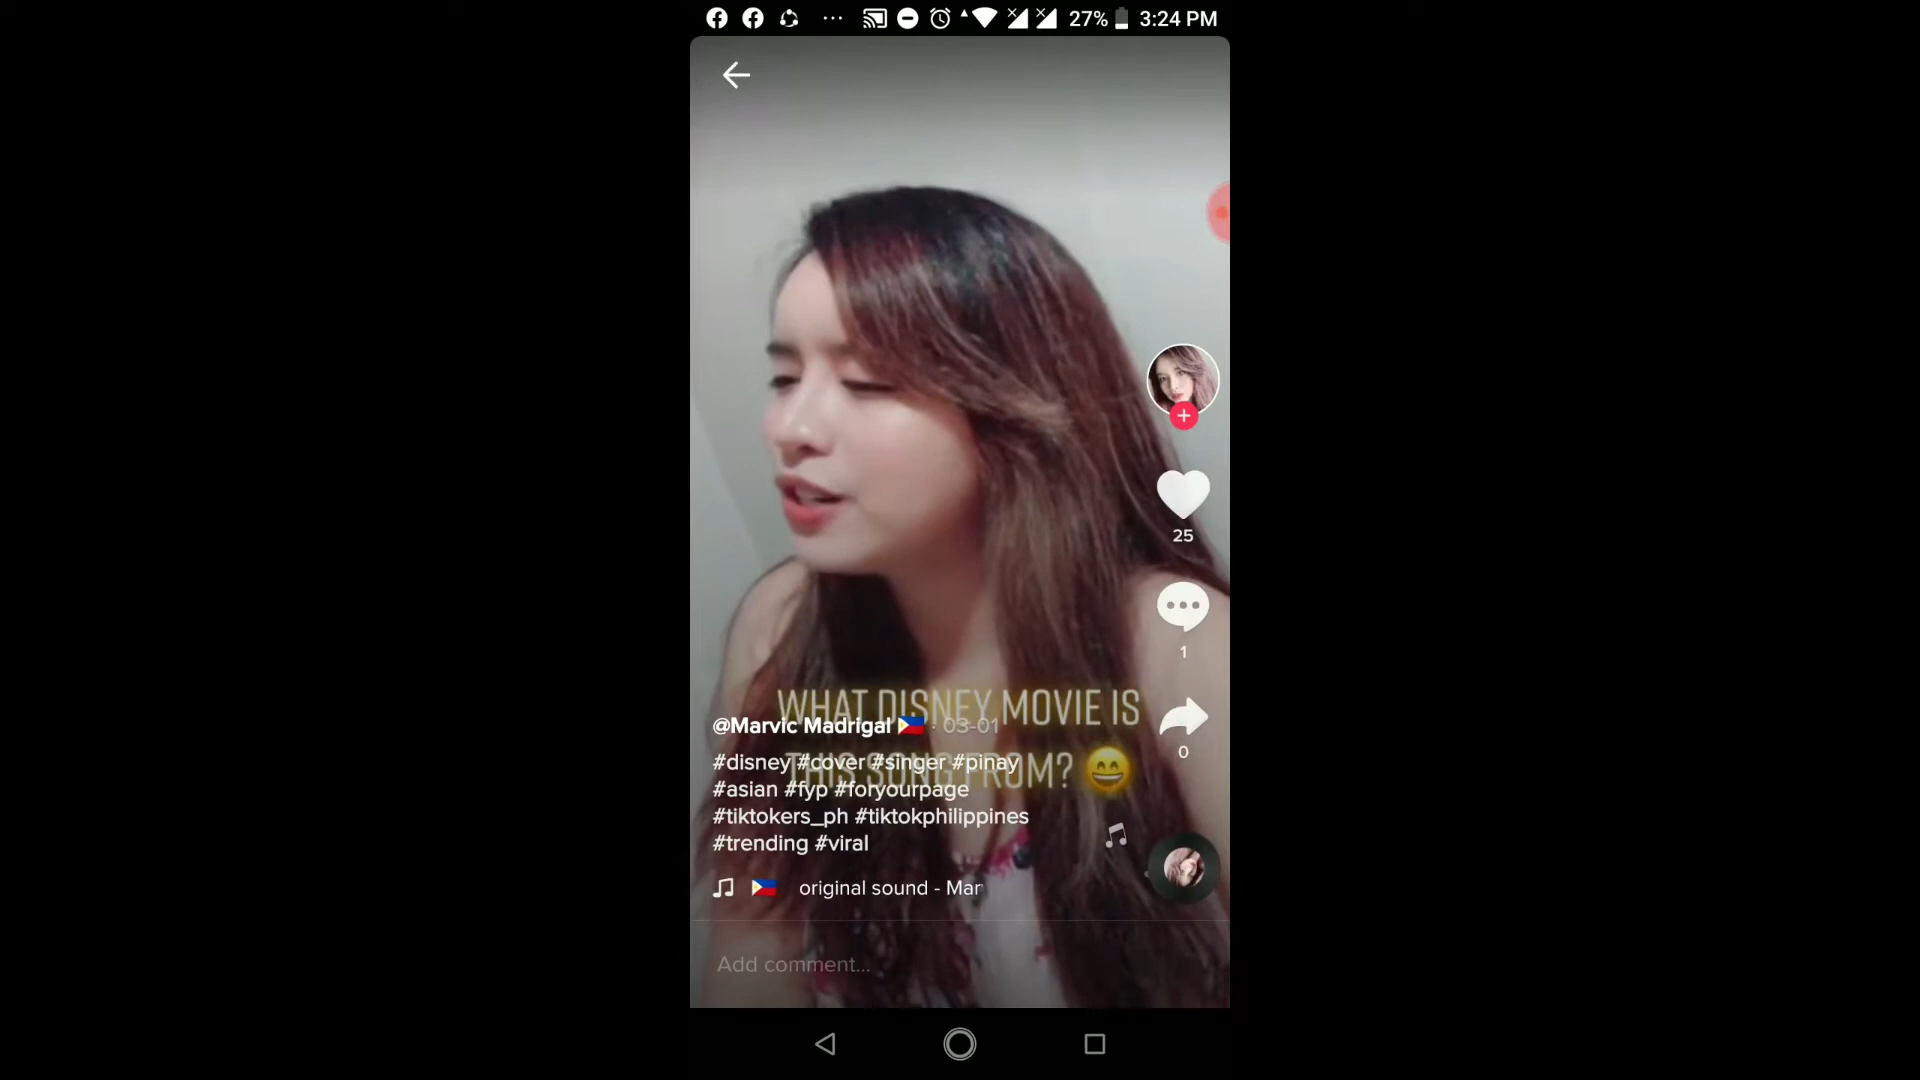 27% 3:24 PM
25
1
WHAT DISNEY MOVIE IS
THIS SONG FROM? 😄
0
@Marvic Madrigal 🇵🇭 · 03-01
#disney #cover #singer #pinay
#asian #fyp #foryourpage
#tiktokers_ph #tiktokphilippines
#trending #viral
🇵🇭 original sound - Mar
Add comment...